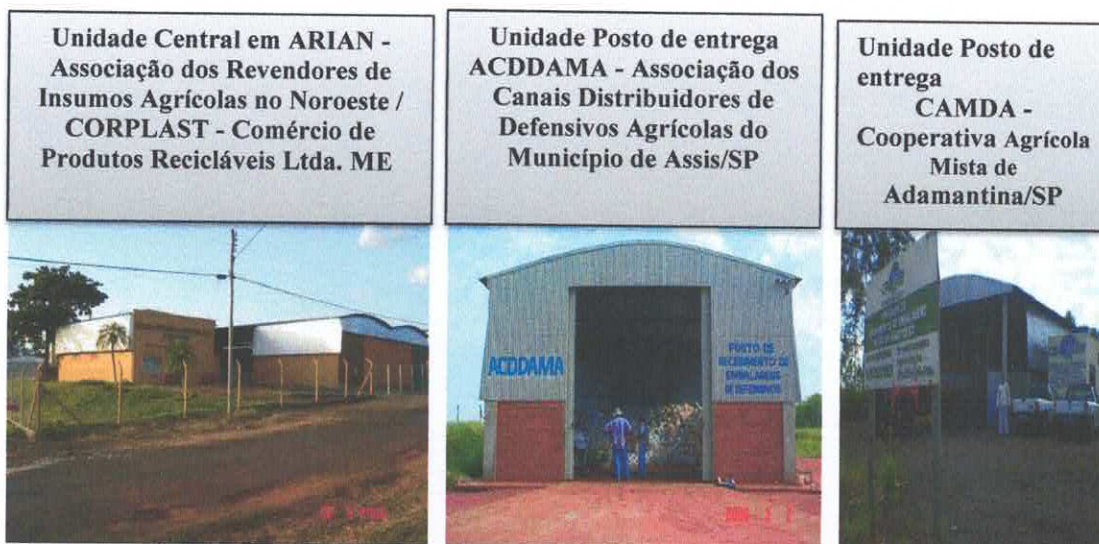 Unidade Central em ARIAN -
Associação dos Revendores de
Insumos Agrícolas no Noroeste /
CORPLAST - Comércio de
Produtos Recicláveis Ltda. ME
Unidade Posto de entrega
ACDDAMA - Associação dos
Canais Distribuidores de
Defensivos Agrícolas do
Município de Assis/SP
Unidade Posto de
entrega
CAMDA -
Cooperativa Agrícola
Mista de
Adamantina/SP
ACDDAMA
POSTO DE
RECEBIMENTO DE
EMBALAGENS
DE DEFENSIVOS